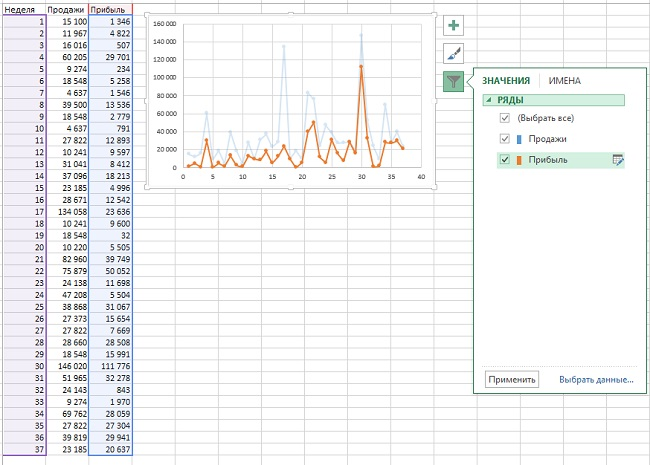 Неделя Продажи Прибыль
1 15 100 1 346
2 11 967 4 822
3 16 016 507
4 60 205 29 701
5 9 274 234
6 18 548 5 258
7 4 637 1 546
8 39 500 13 536
9 18 548 2 779
10 4 637 791
11 27 822 12 893
12 10 241 9 597
13 31 041 8 412
14 37 096 18 213
15 23 185 4 996
16 28 671 12 542
17 134 058 23 636
18 10 241 9 600
19 18 548 32
20 10 220 5 505
21 82 960 39 749
22 75 879 50 052
23 24 138 11 698
24 47 208 5 504
25 38 868 31 067
26 27 373 15 654
27 27 822 7 669
28 28 660 28 508
29 18 548 15 991
30 146 020 111 776
31 51 965 32 278
32 24 143 843
33 9 274 1 970
34 69 762 28 059
35 27 822 27 304
36 39 819 29 941
37 23 185 20 637
160 000
140 000
120 000
100 000
80 000
60 000
40 000
20 000
0
0 5 10 15 20 25 30 35 40
ЗНАЧЕНИЯ ИМЕНА
РЯДЫ
(Выбрать все)
Продажи
Прибыль
Применить Выбрать данные...